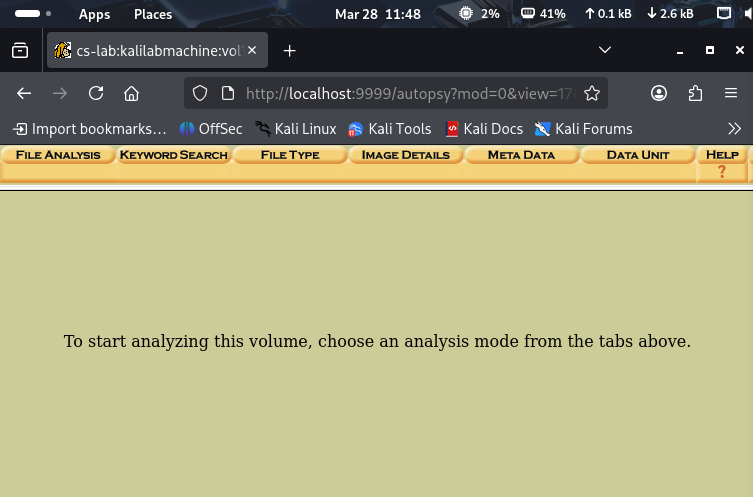 Apps Places Mar 28 11:48 2% 41% 0.1 kB 2.6 kB
cs-lab:kalilabmachine:vol
http://localhost:9999/autopsy?mod=0&view=17
Import bookmarks... OffSec Kali Linux Kali Tools Kali Docs Kali Forums
FILE ANALYSIS KEYWORD SEARCH FILE TYPE IMAGE DETAILS META DATA DATA UNIT HELP
?
To start analyzing this volume, choose an analysis mode from the tabs above.